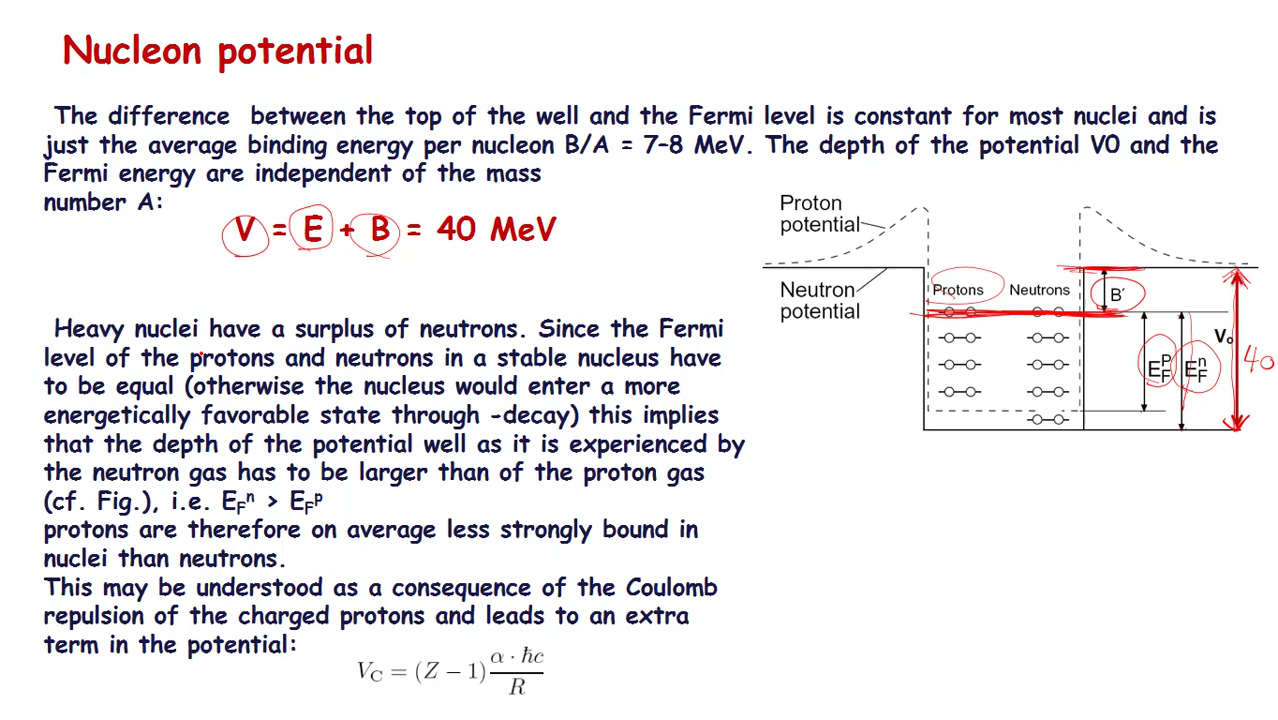 Nucleon potential
The difference between the top of the well and the Fermi level is constant for most nuclei and is
just the average binding energy per nucleon B/A = 7–8 MeV. The depth of the potential V0 and the
Fermi energy are independent of the mass
number A:
V = E + B = 40 MeV
Heavy nuclei have a surplus of neutrons. Since the Fermi
level of the protons and neutrons in a stable nucleus have
to be equal (otherwise the nucleus would enter a more
energetically favorable state through -decay) this implies
that the depth of the potential well as it is experienced by
the neutron gas has to be larger than of the proton gas
(cf. Fig.), i.e. E_F^n > E_F^p
protons are therefore on average less strongly bound in
nuclei than neutrons.
This may be understood as a consequence of the Coulomb
repulsion of the charged protons and leads to an extra
term in the potential:
V_C = (Z − 1) α · ħc / R
Proton
potential
Neutron
potential
Protons Neutrons
B′
E_F^P E_F^n
V₀
40